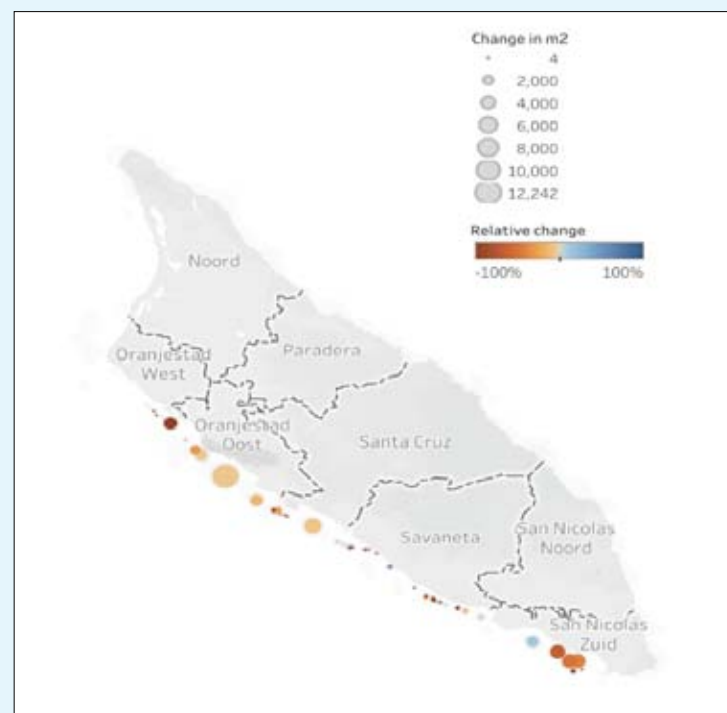 Change in m2
4
2,000
4,000
6,000
8,000
10,000
12,242
Relative change
-100% 100%
Noord
Oranjestad
West
Paradera
Oranjestad
Oost
Santa Cruz
Savaneta
San Nicolas
Noord
San Nicolas
Zuid